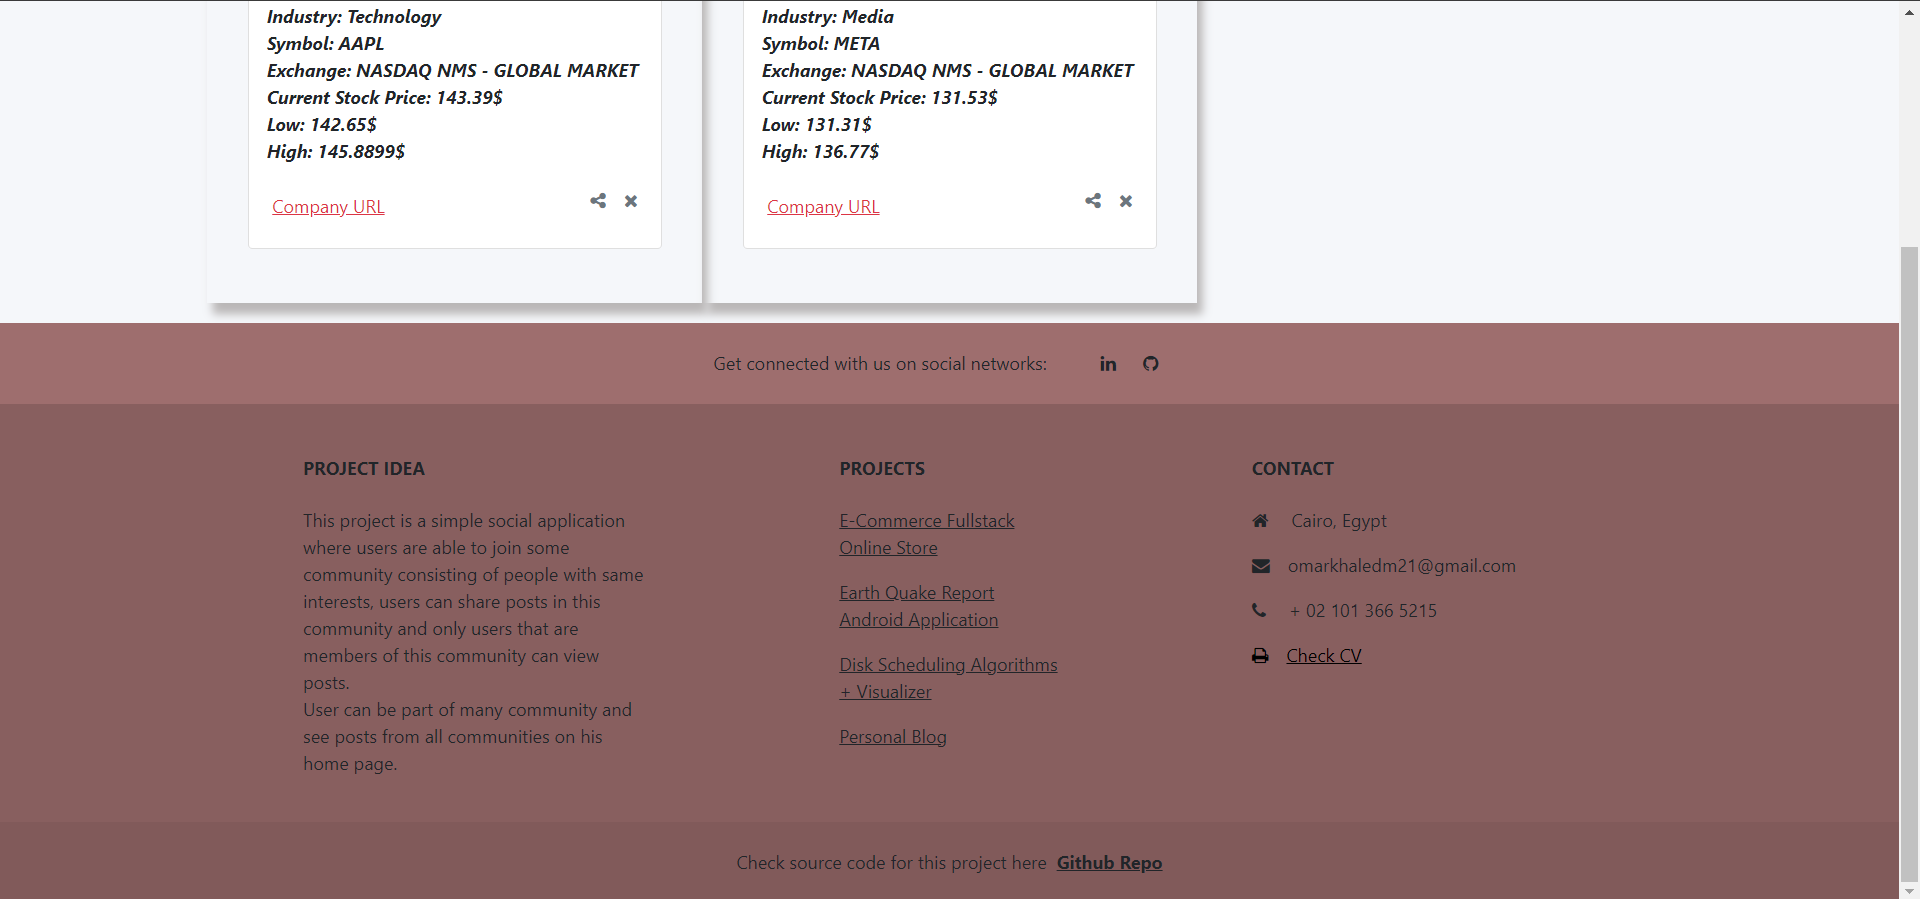 Industry: Technology
Symbol: AAPL
Exchange: NASDAQ NMS - GLOBAL MARKET
Current Stock Price: 143.39$
Low: 142.65$
High: 145.8899$
Company URL
Industry: Media
Symbol: META
Exchange: NASDAQ NMS - GLOBAL MARKET
Current Stock Price: 131.53$
Low: 131.31$
High: 136.77$
Company URL
Get connected with us on social networks:
PROJECT IDEA
This project is a simple social application
where users are able to join some
community consisting of people with same
interests, users can share posts in this
community and only users that are
members of this community can view
posts.
User can be part of many community and
see posts from all communities on his
home page.
PROJECTS
E-Commerce Fullstack
Online Store
Earth Quake Report
Android Application
Disk Scheduling Algorithms
+ Visualizer
Personal Blog
CONTACT
Cairo, Egypt
omarkhaledm21@gmail.com
+ 02 101 366 5215
Check CV
Check source code for this project here Github Repo